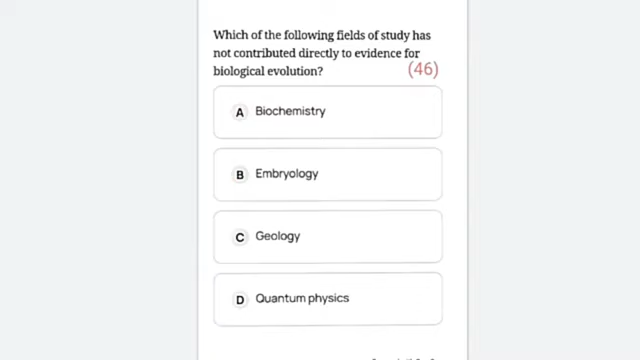 Which of the following fields of study has
not contributed directly to evidence for
biological evolution? (46)
A Biochemistry
B Embryology
C Geology
D Quantum physics